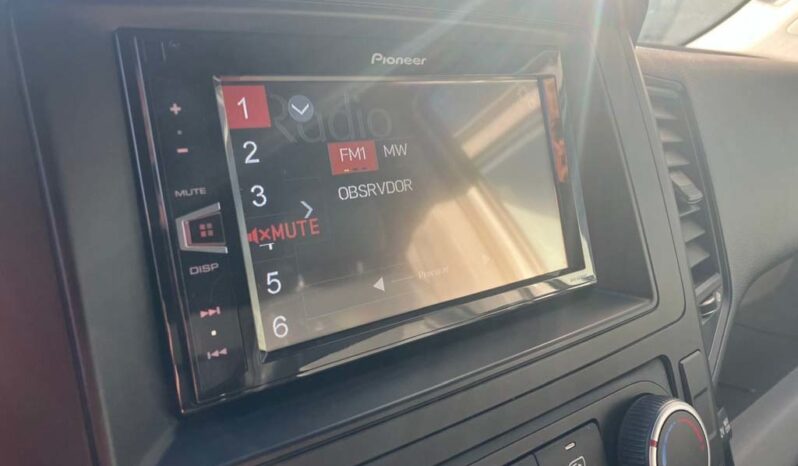 Pioneer
1
Radio
2
FM1 MW
3
OBSRVDOR
MUTE
MUTE
DISP
5
6